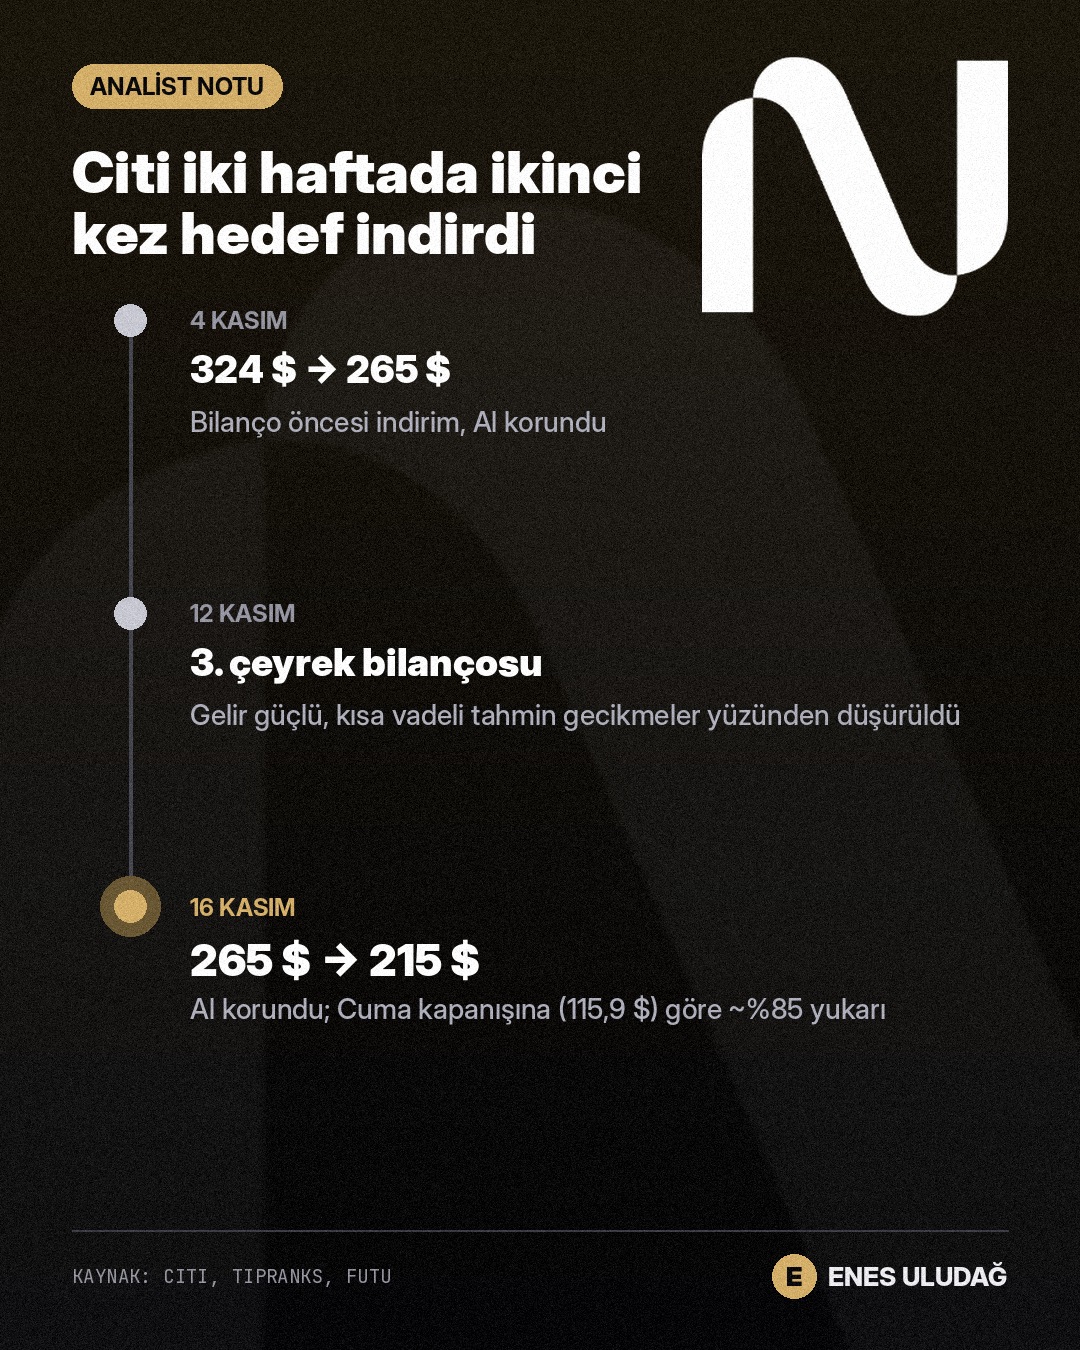 ANALİST NOTU
Citi iki haftada ikinci
kez hedef indirdi
4 KASIM
324 $ → 265 $
Bilanço öncesi indirim, Al korundu
12 KASIM
3. çeyrek bilançosu
Gelir güçlü, kısa vadeli tahmin gecikmeler yüzünden düşürüldü
16 KASIM
265 $ → 215 $
Al korundu; Cuma kapanışına (115,9 $) göre ~%85 yukarı
KAYNAK: CITI, TIPRANKS, FUTU
E ENES ULUDAĞ